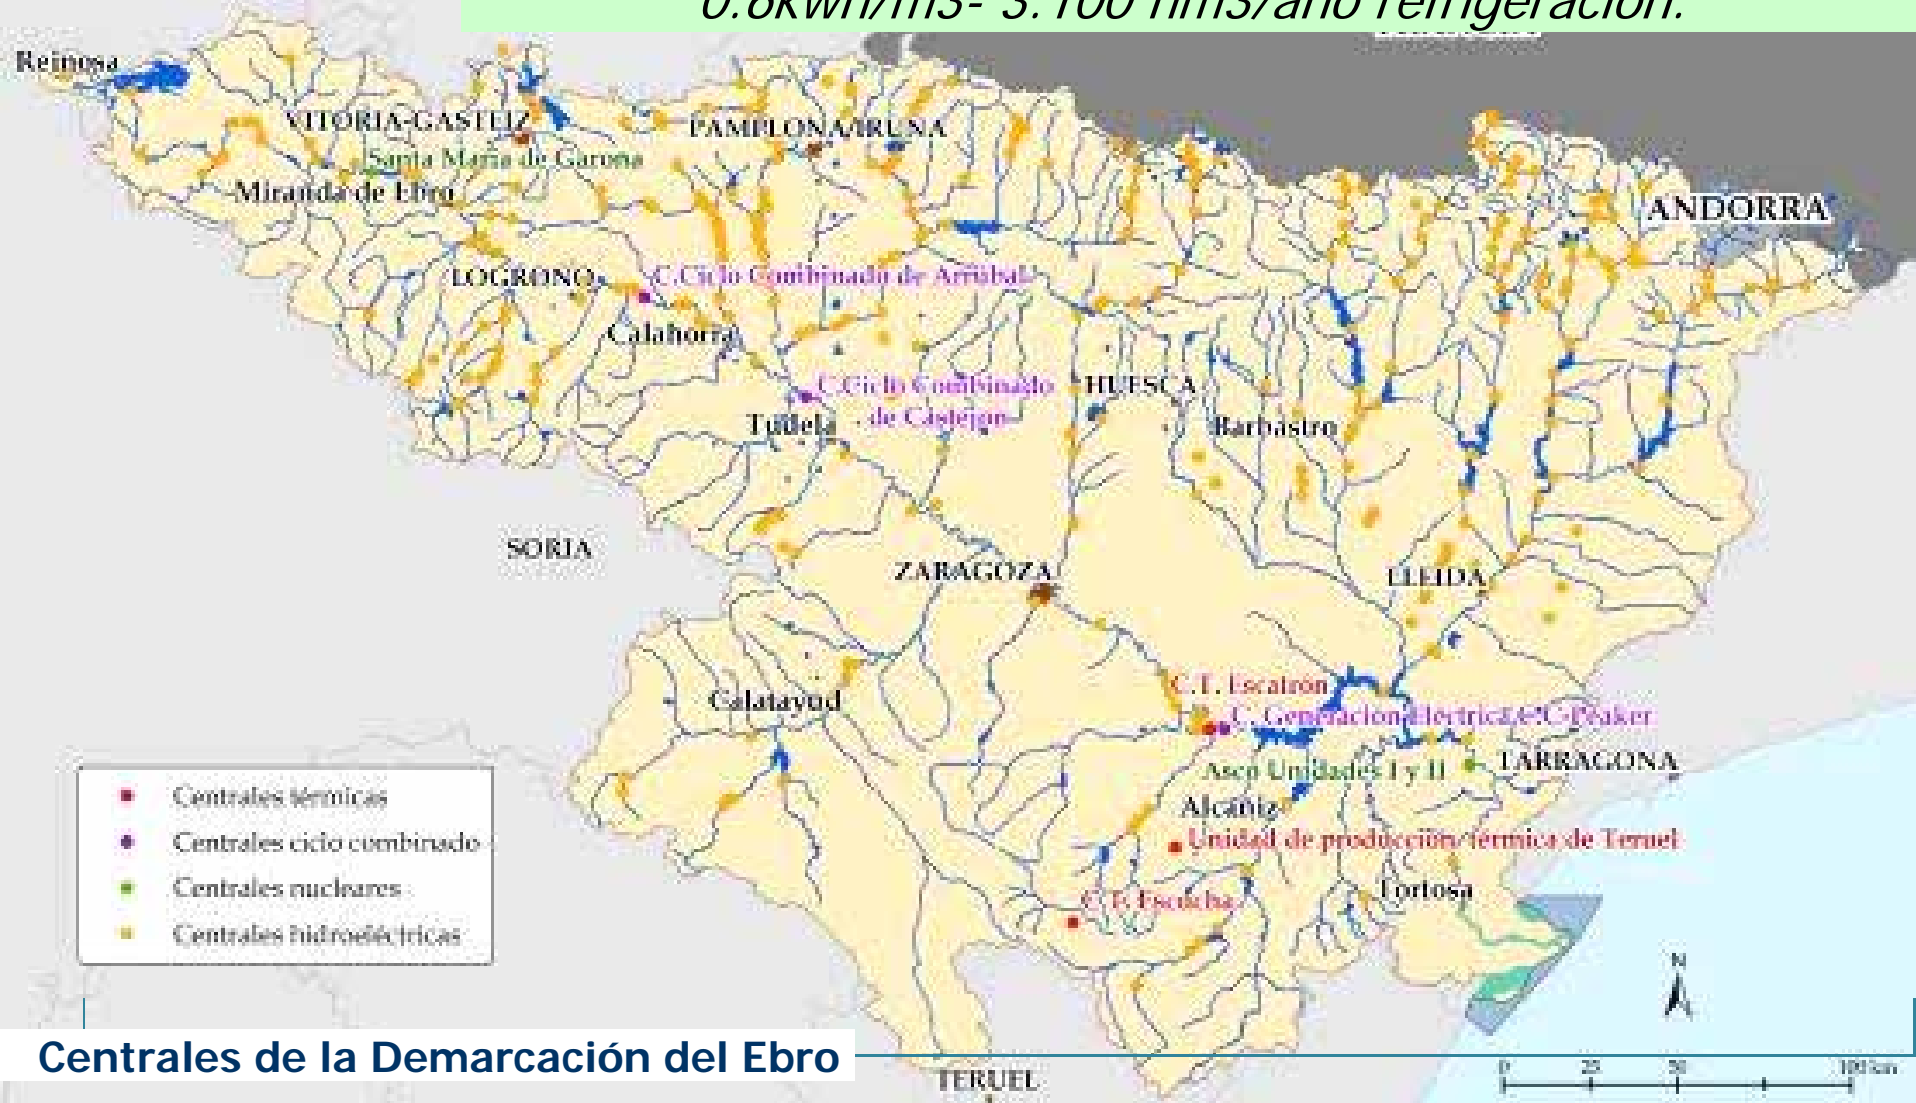 0.6kwh/m3- 3.100 hm3/año refrigeración.
Reinosa
VITORIA-GASTEIZ
PAMPLONA/IRUÑA
Santa María de Garoña
Miranda de Ebro
ANDORRA
LOGROÑO
C.Ciclo Combinado de Arrúbal
Calahorra
C.Ciclo Combinado
de Castejon
HUESCA
Tudela
Barbastro
SORIA
ZARAGOZA
LLEIDA
C.T. Escatrón
Calatayud
C. Generación Eléctrica
Peaker
TARRAGONA
Ascó Unidades I y II
Alcañiz
Unidad de producción térmica de Teruel
Tortosa
C.T. Escucha
Centrales térmicas
Centrales ciclo combinado
Centrales nucleares
Centrales hidroeléctricas
N
Centrales de la Demarcación del Ebro
TERUEL
0 25 50 100 km